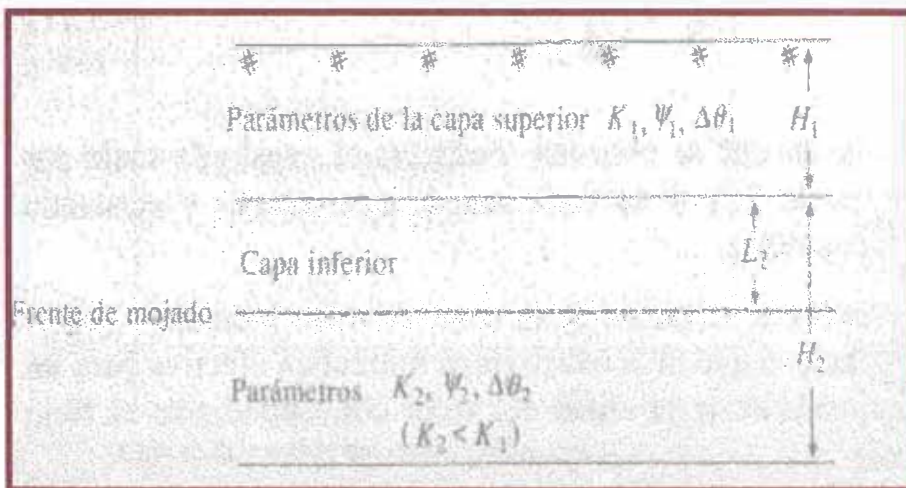 Parámetros de la capa superior K₁, Ψ₁, Δθ₁ H₁
Capa inferior L₂
Frente de mojado
H₂
Parámetros K₂, Ψ₂, Δθ₂
(K₂ < K₁)